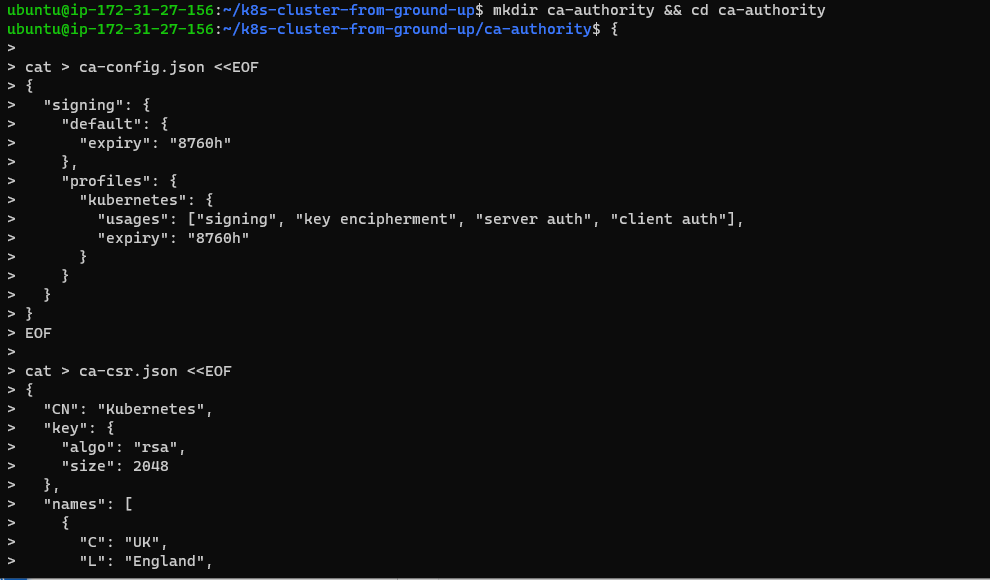 ubuntu@ip-172-31-27-156:~/k8s-cluster-from-ground-up$ mkdir ca-authority && cd ca-authority
ubuntu@ip-172-31-27-156:~/k8s-cluster-from-ground-up/ca-authority$ {
>
> cat > ca-config.json <<EOF
> {
>   "signing": {
>     "default": {
>       "expiry": "8760h"
>     },
>     "profiles": {
>       "kubernetes": {
>         "usages": ["signing", "key encipherment", "server auth", "client auth"],
>         "expiry": "8760h"
>       }
>     }
>   }
> }
> EOF
>
> cat > ca-csr.json <<EOF
> {
>   "CN": "Kubernetes",
>   "key": {
>     "algo": "rsa",
>     "size": 2048
>   },
>   "names": [
>     {
>       "C": "UK",
>       "L": "England",